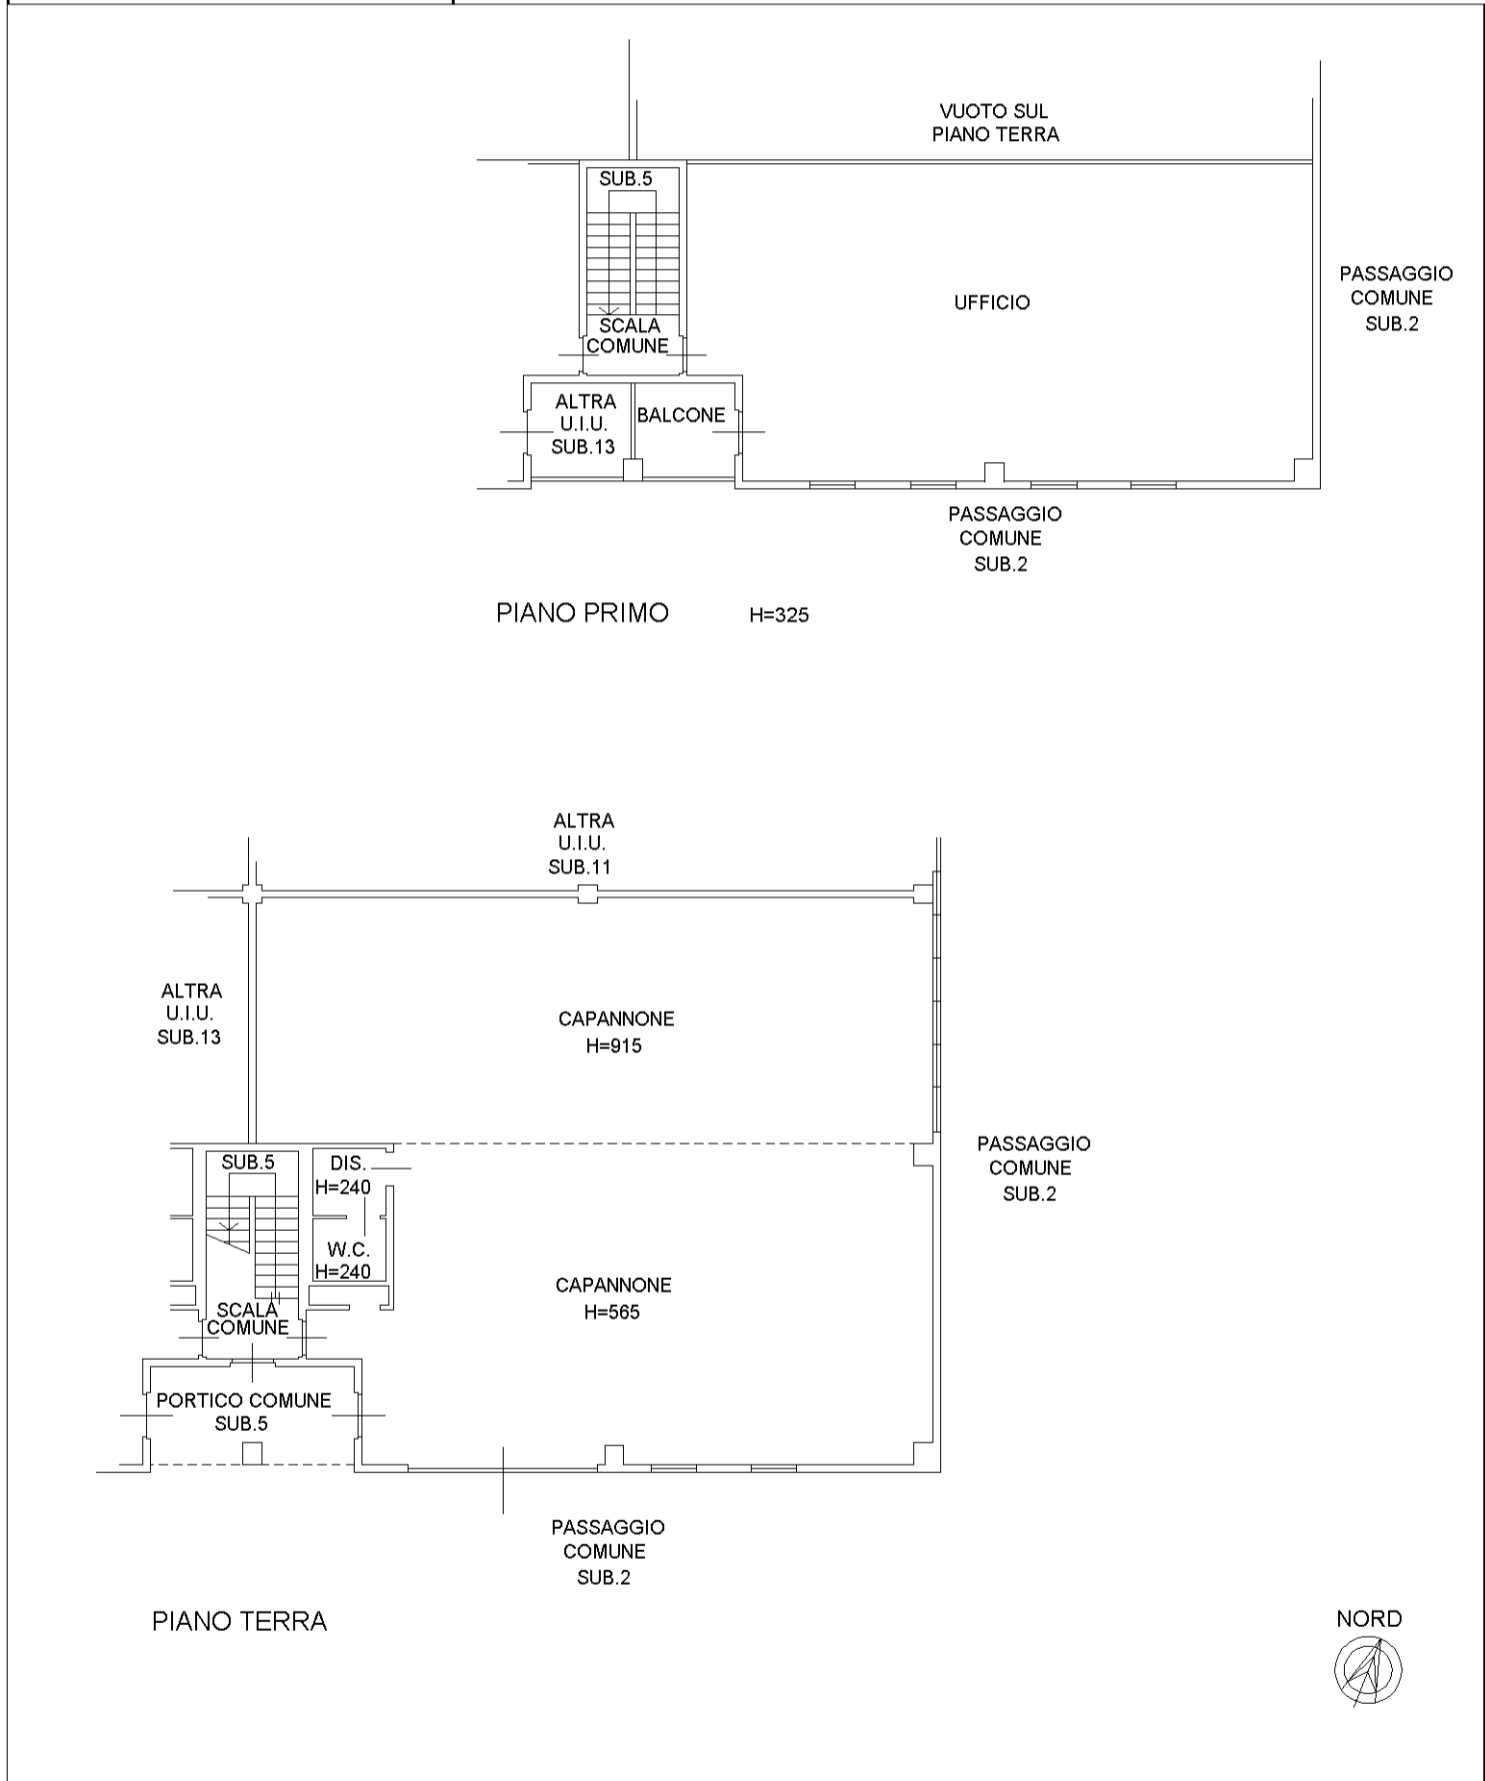 VUOTO SUL
PIANO TERRA
SUB.5
UFFICIO
PASSAGGIO
COMUNE
SUB.2
SCALA
COMUNE
ALTRA
U.I.U.
SUB.13
BALCONE
PASSAGGIO
COMUNE
SUB.2
PIANO PRIMO H=325
ALTRA
U.I.U.
SUB.11
ALTRA
U.I.U.
SUB.13
CAPANNONE
H=915
PASSAGGIO
COMUNE
SUB.2
SUB.5
DIS.
H=240
W.C.
H=240
CAPANNONE
H=565
SCALA
COMUNE
PORTICO COMUNE
SUB.5
PASSAGGIO
COMUNE
SUB.2
PIANO TERRA
NORD